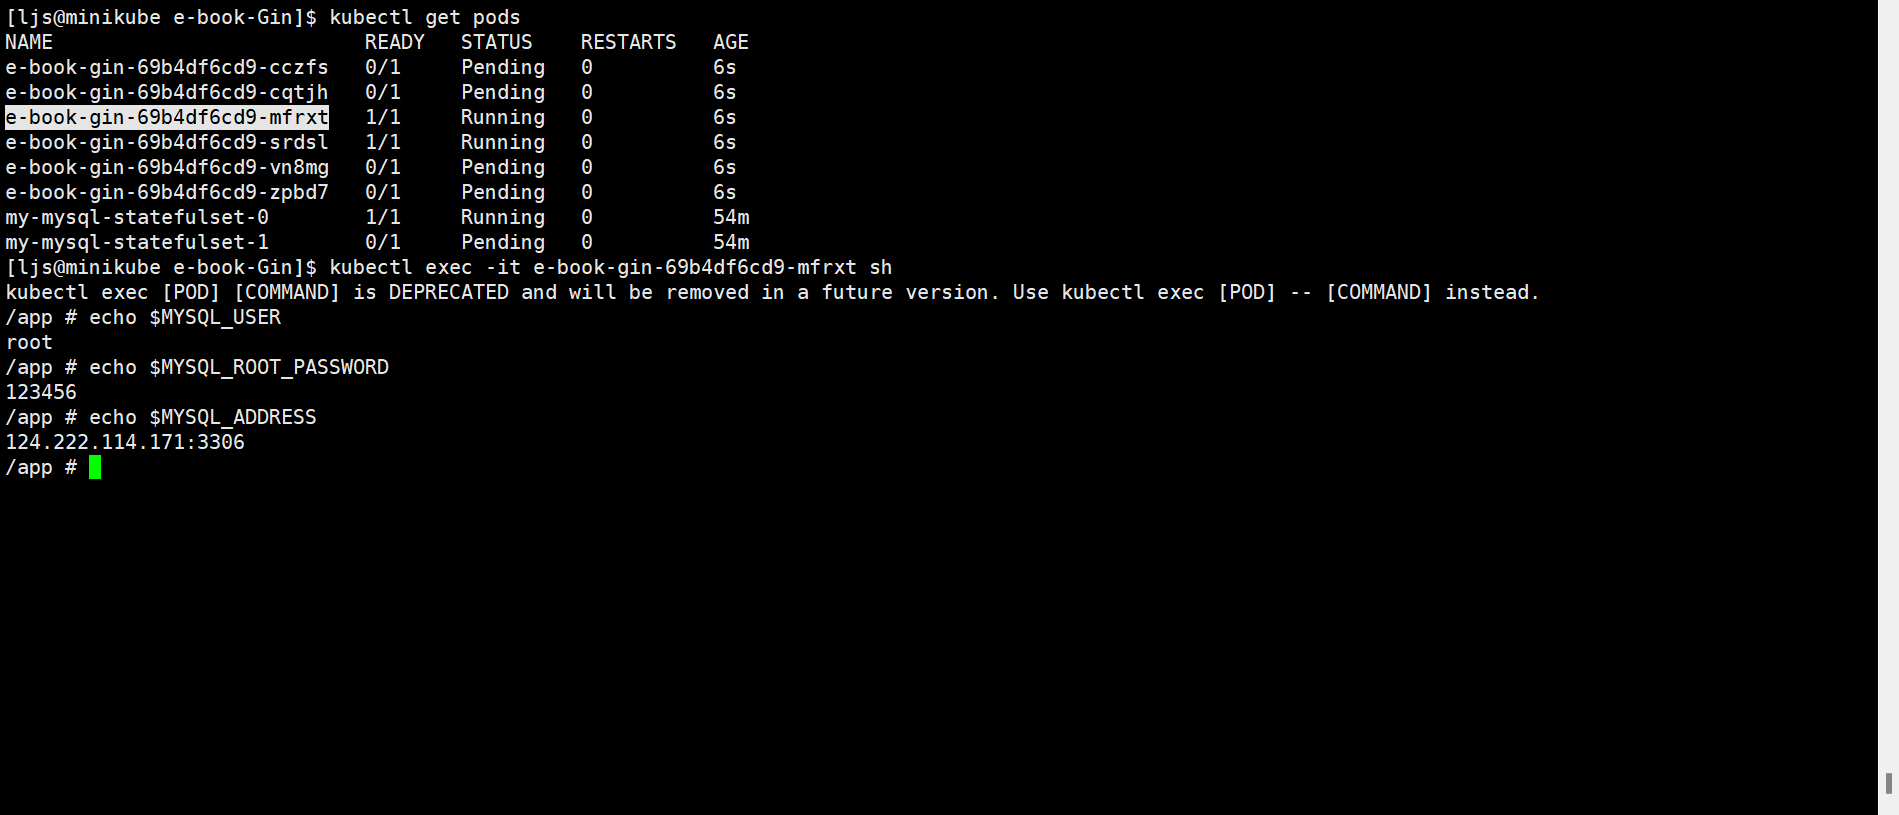 [ljs@minikube e-book-Gin]$ kubectl get pods
NAME                          READY   STATUS    RESTARTS   AGE
e-book-gin-69b4df6cd9-cczfs   0/1     Pending   0          6s
e-book-gin-69b4df6cd9-cqtjh   0/1     Pending   0          6s
e-book-gin-69b4df6cd9-mfrxt   1/1     Running   0          6s
e-book-gin-69b4df6cd9-srdsl   1/1     Running   0          6s
e-book-gin-69b4df6cd9-vn8mg   0/1     Pending   0          6s
e-book-gin-69b4df6cd9-zpbd7   0/1     Pending   0          6s
my-mysql-statefulset-0        1/1     Running   0          54m
my-mysql-statefulset-1        0/1     Pending   0          54m
[ljs@minikube e-book-Gin]$ kubectl exec -it e-book-gin-69b4df6cd9-mfrxt sh
kubectl exec [POD] [COMMAND] is DEPRECATED and will be removed in a future version. Use kubectl exec [POD] -- [COMMAND] instead.
/app # echo $MYSQL_USER
root
/app # echo $MYSQL_ROOT_PASSWORD
123456
/app # echo $MYSQL_ADDRESS
124.222.114.171:3306
/app #